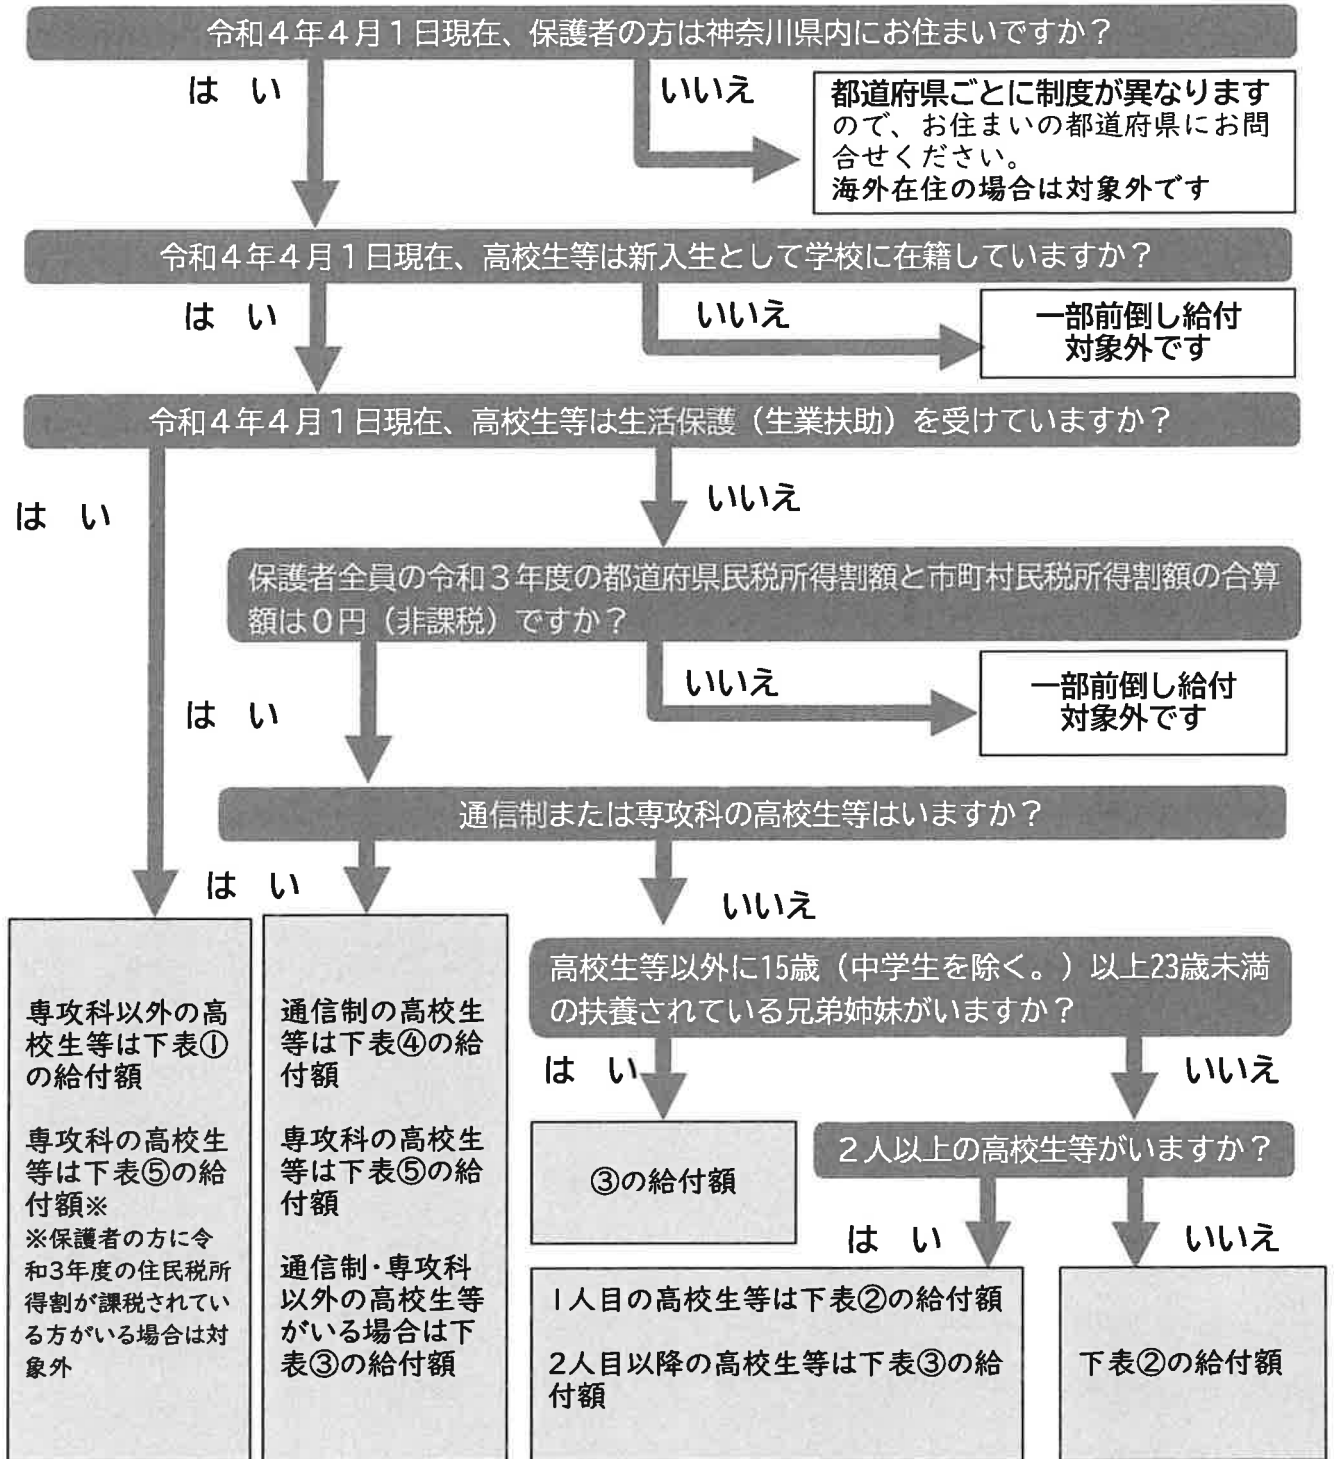 令和４年４月１日現在、保護者の方は神奈川県内にお住まいですか？
は　い
いいえ
都道府県ごとに制度が異なります
ので、お住まいの都道府県にお問
合せください。
海外在住の場合は対象外です
令和４年４月１日現在、高校生等は新入生として学校に在籍していますか？
は　い
いいえ
一部前倒し給付
対象外です
令和４年４月１日現在、高校生等は生活保護（生業扶助）を受けていますか？
は　い
いいえ
保護者全員の令和３年度の都道府県民税所得割額と市町村民税所得割額の合算
額は０円（非課税）ですか？
は　い
いいえ
一部前倒し給付
対象外です
通信制または専攻科の高校生等はいますか？
は　い
いいえ
専攻科以外の高
校生等は下表①
の給付額
専攻科の高校生
等は下表⑤の給
付額※
※保護者の方に令
和3年度の住民税所
得割が課税されてい
る方がいる場合は対
象外
通信制の高校生
等は下表④の給
付額
専攻科の高校生
等は下表⑤の給
付額
通信制・専攻科
以外の高校生等
がいる場合は下
表③の給付額
高校生等以外に15歳（中学生を除く。）以上23歳未満
の扶養されている兄弟姉妹がいますか？
は　い
いいえ
③の給付額
２人以上の高校生等がいますか？
は　い
いいえ
1人目の高校生等は下表②の給付額
2人目以降の高校生等は下表③の給
付額
下表②の給付額